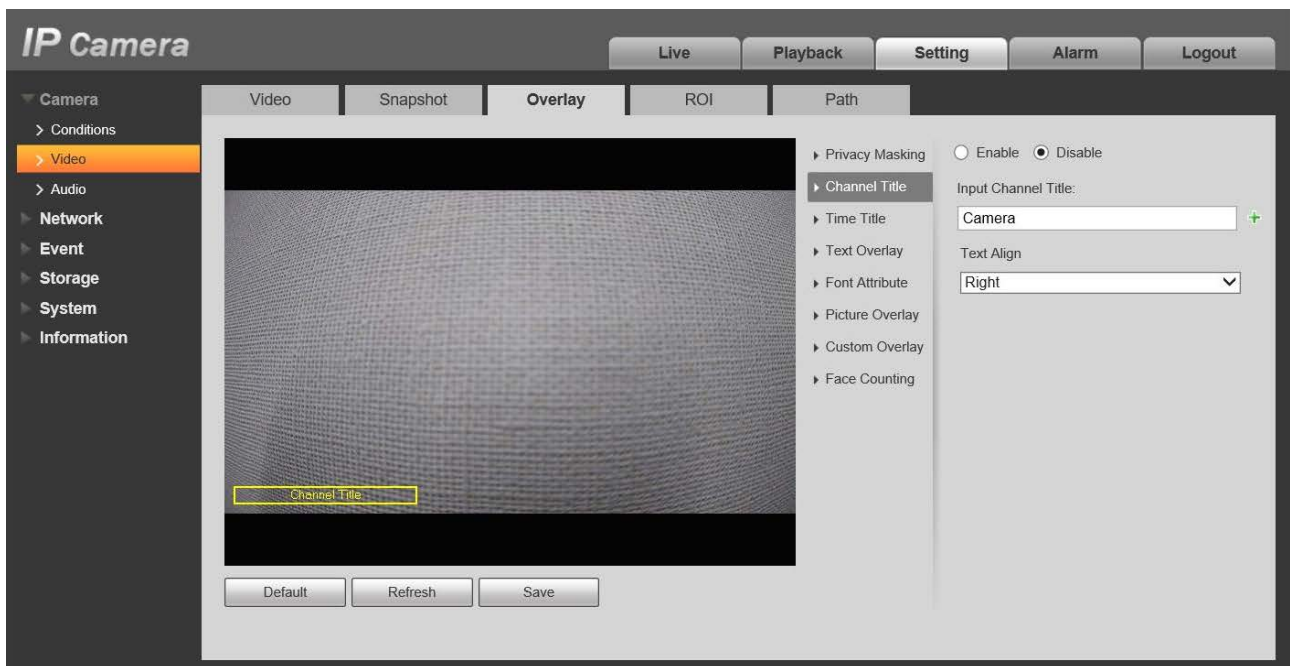 IP Camera
Live
Playback
Setting
Alarm
Logout
Camera
Conditions
Video
Audio
Network
Event
Storage
System
Information
Video
Snapshot
Overlay
ROI
Path
Channel Title
Default
Refresh
Save
Privacy Masking
Channel Title
Time Title
Text Overlay
Font Attribute
Picture Overlay
Custom Overlay
Face Counting
Enable Disable
Input Channel Title:
Camera
Text Align
Right